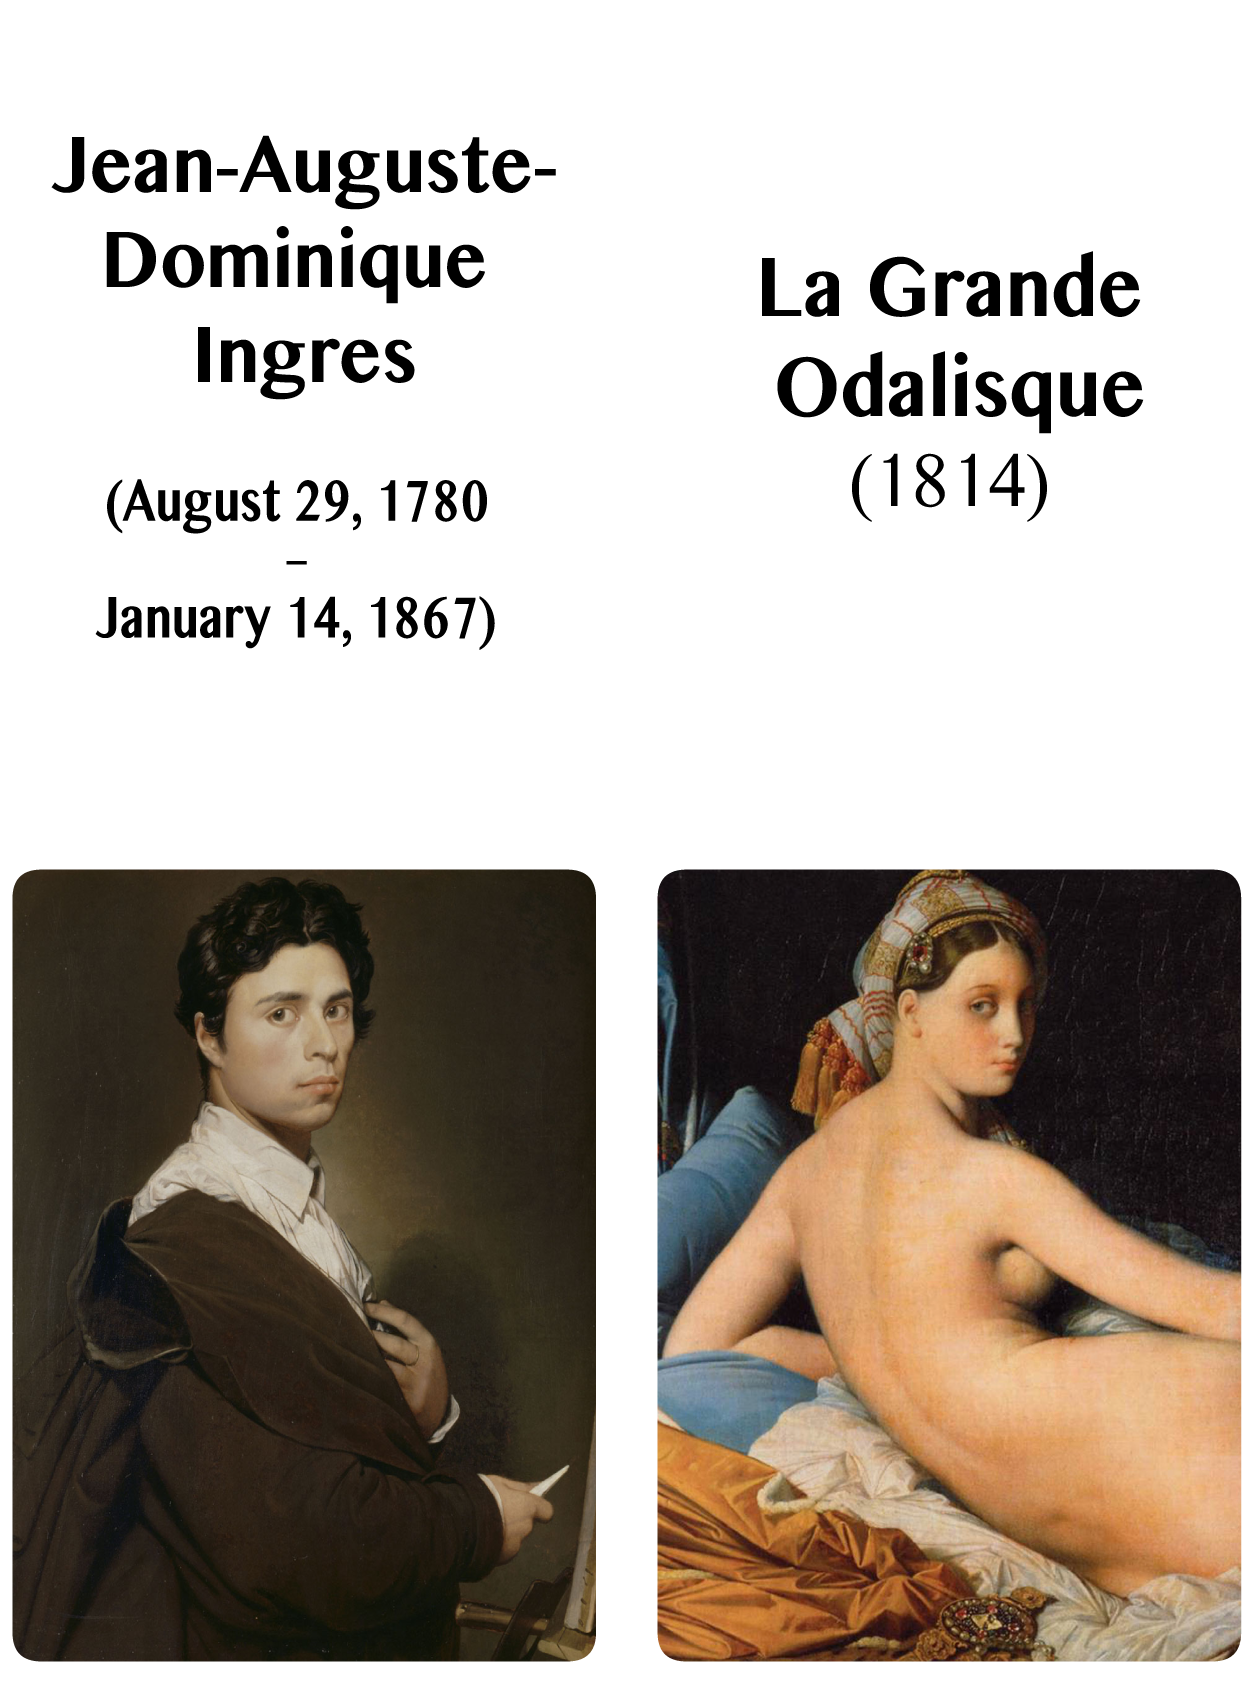 Jean-Auguste-
Dominique
Ingres
(August 29, 1780
–
January 14, 1867)
La Grande
Odalisque
(1814)